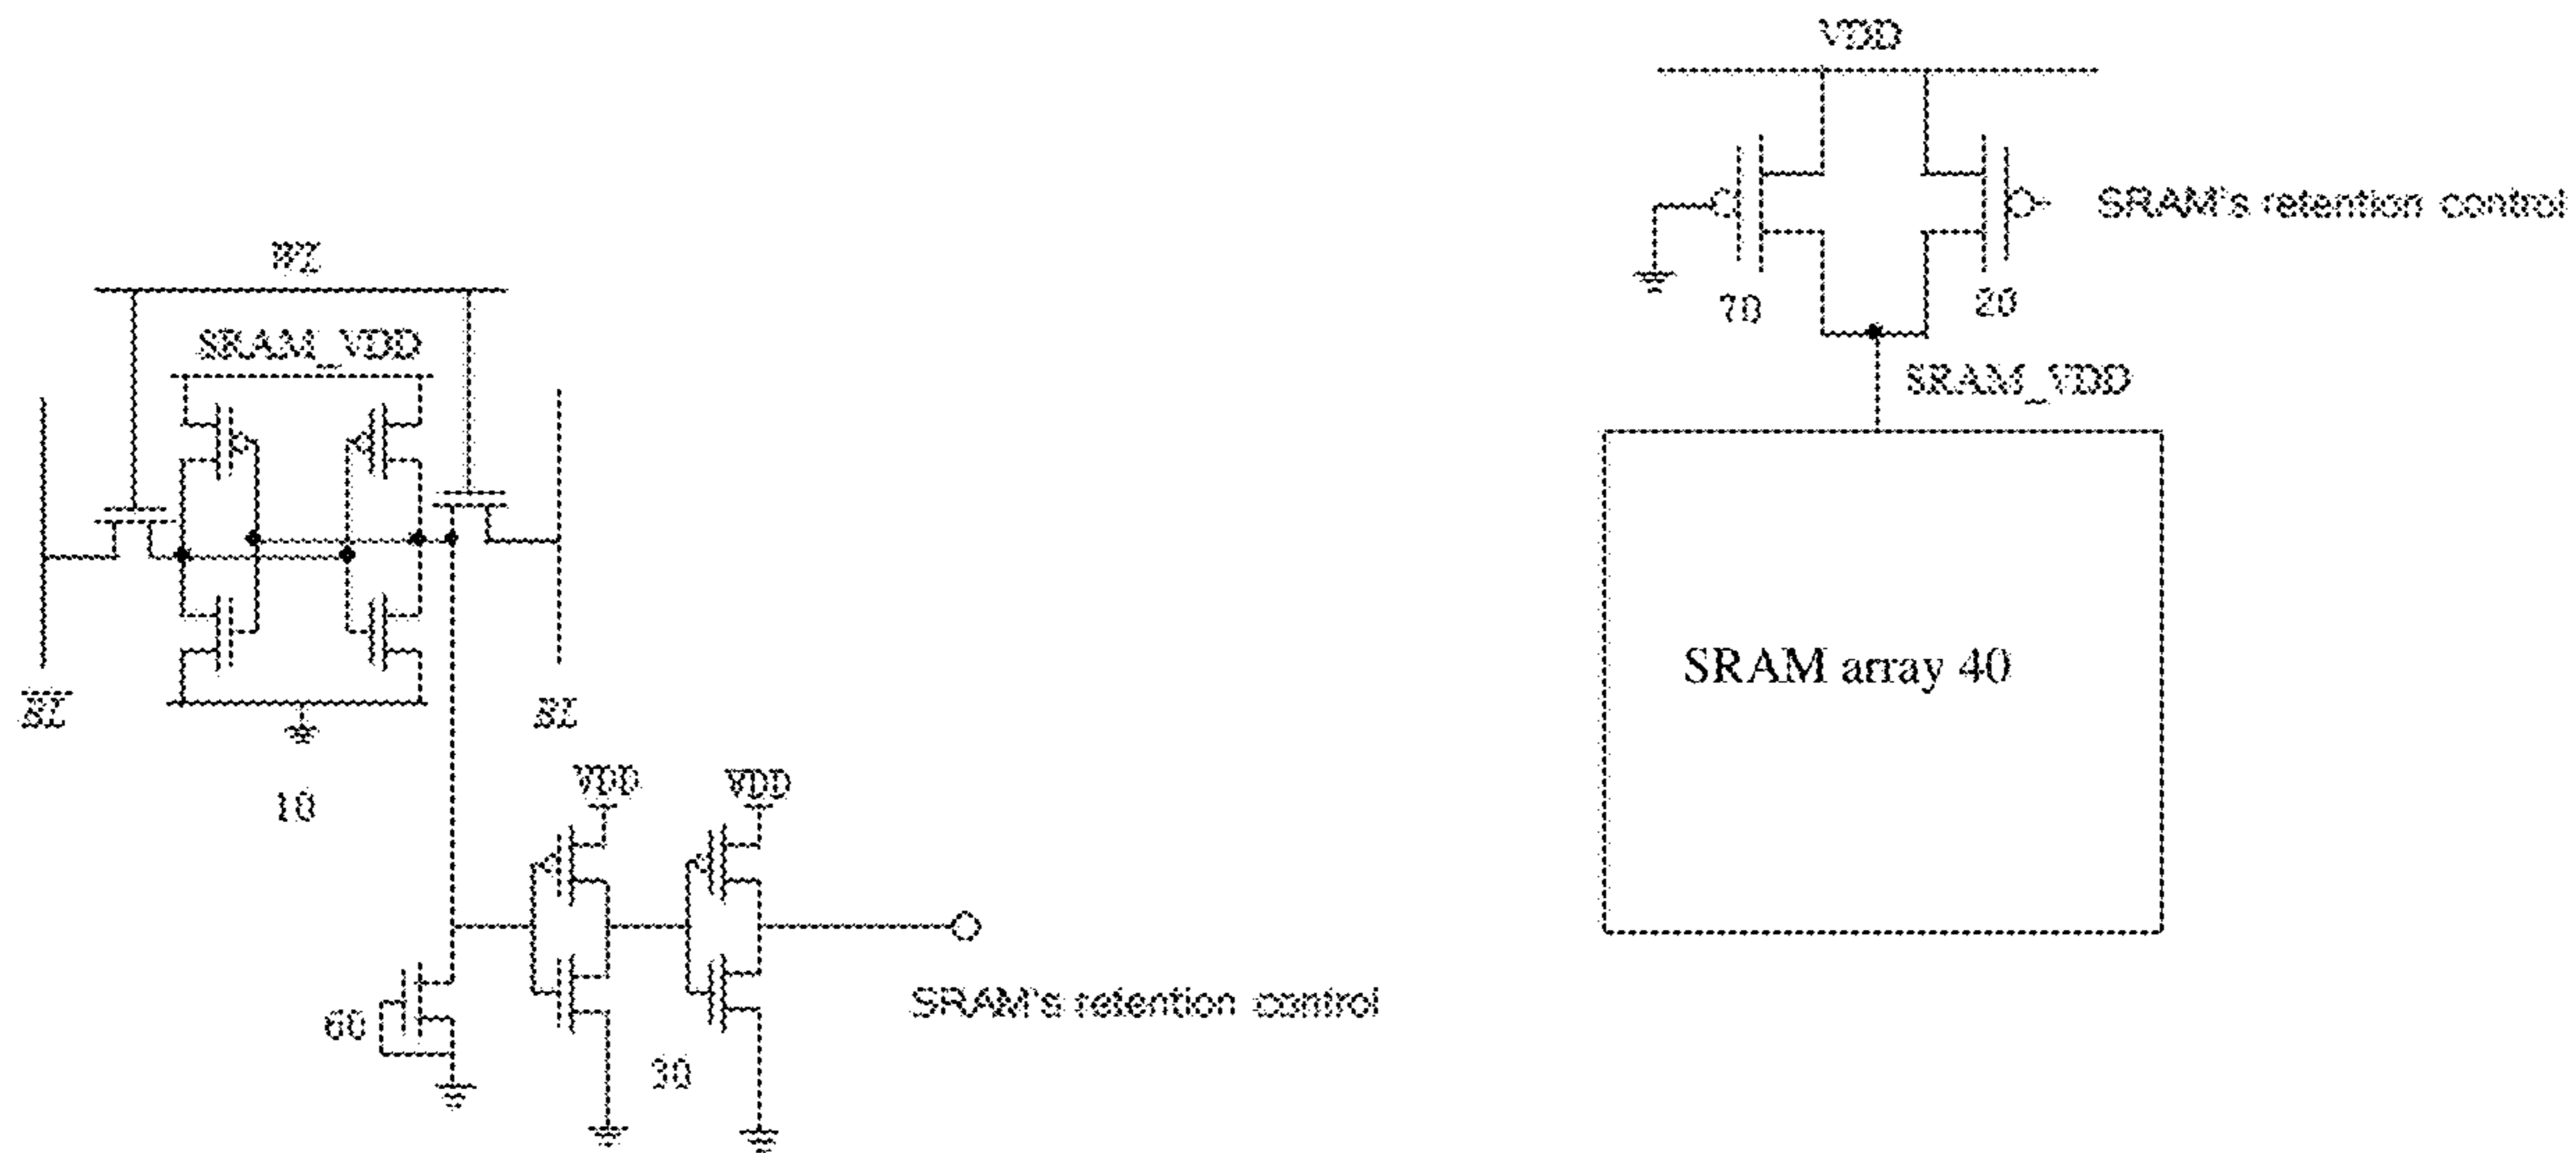 VDD
SRAM's retention control
70
20
SRAM_VDD
SRAM array 40
WL
SRAM_VDD
BL
BL
10
VDD
VDD
60
30
SRAM's retention control